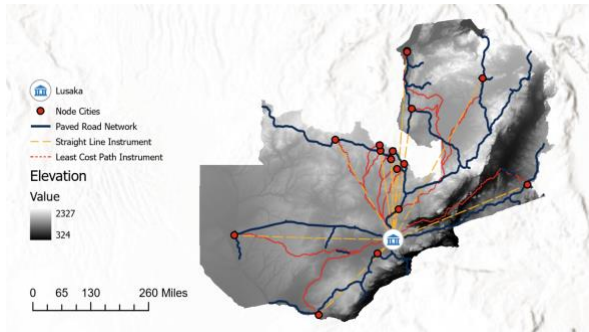 Lusaka
Node Cities
Paved Road Network
Straight Line Instrument
Least Cost Path Instrument
Elevation
Value
2327
324
0 65 130 260 Miles